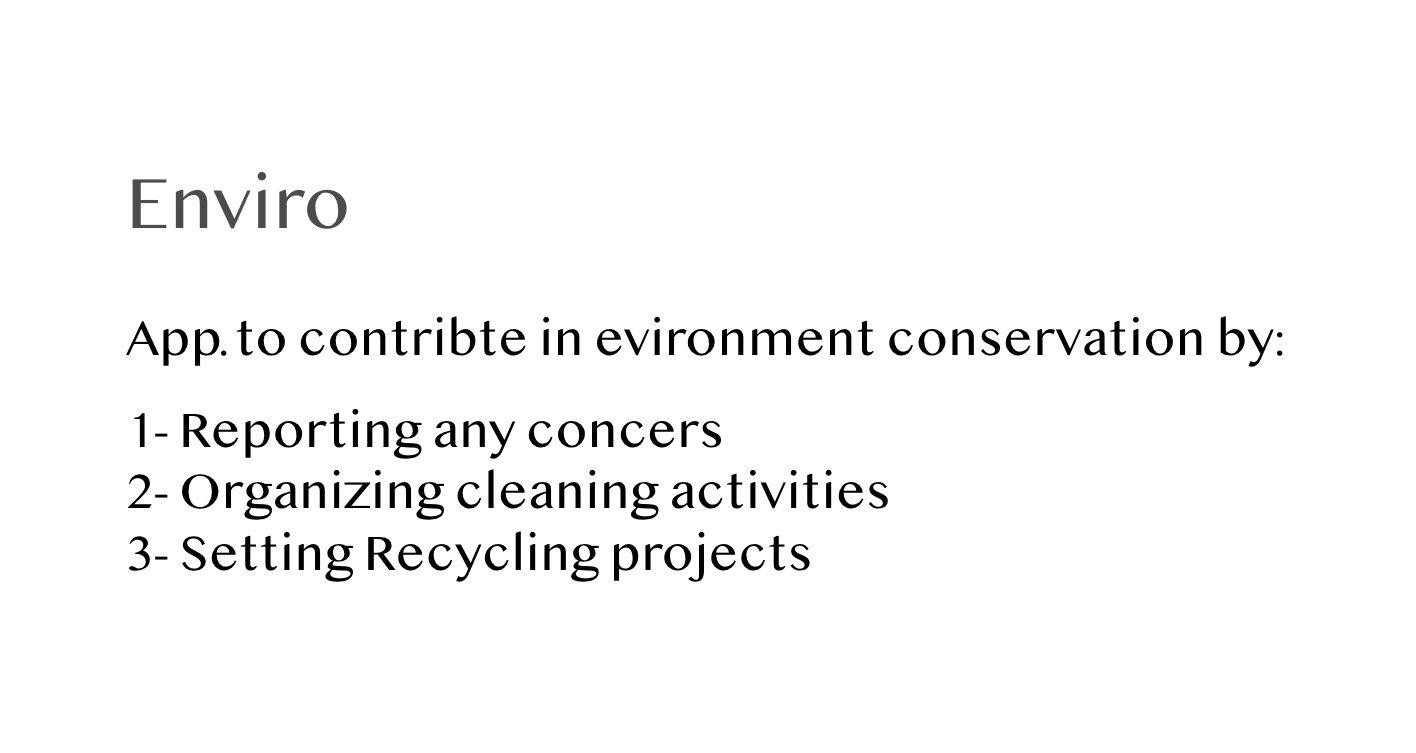 Enviro
App. to contribte in evironment conservation by:
1- Reporting any concers
2- Organizing cleaning activities
3- Setting Recycling projects